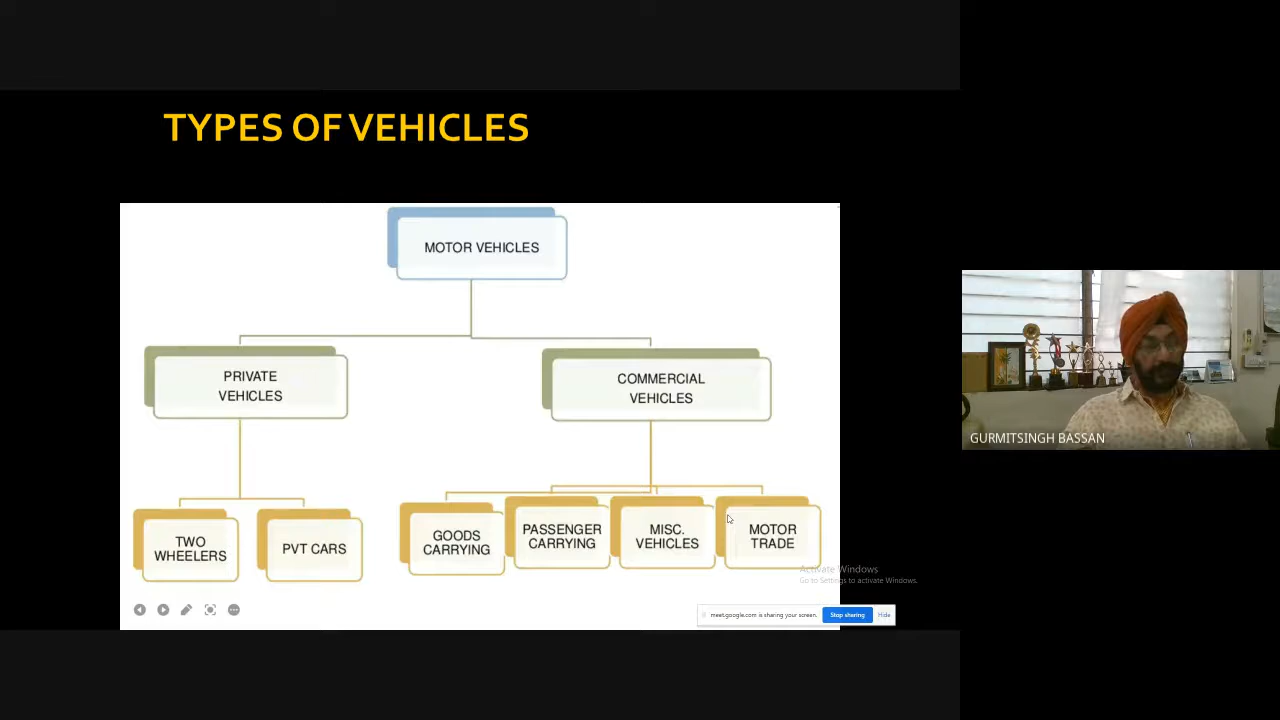 TYPES OF VEHICLES
MOTOR VEHICLES
PRIVATE
VEHICLES
COMMERCIAL
VEHICLES
TWO
WHEELERS
PVT CARS
GOODS
CARRYING
PASSENGER
CARRYING
MISC.
VEHICLES
MOTOR
TRADE
Activate Windows
Go to Settings to activate Windows.
meet.google.com is sharing your screen.
Stop sharing
Hide
GURMITSINGH BASSAN